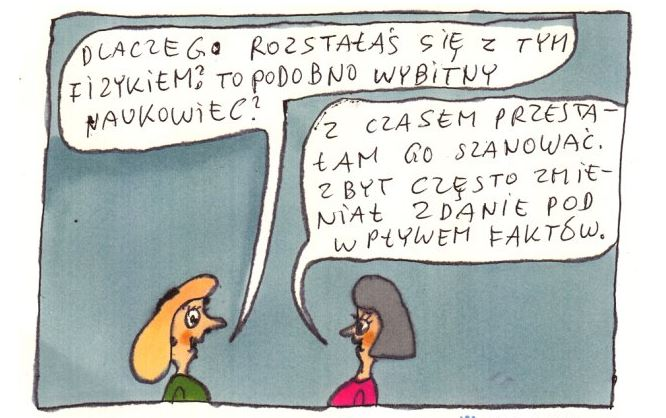 DLACZEGO ROZSTAŁAŚ SIĘ Z TYM
FIZYKIEM? TO PODOBNO WYBITNY
NAUKOWIEC?
Z CZASEM PRZESTA-
ŁAM GO SZANOWAĆ.
ZBYT CZĘSTO ZMIE-
NIAŁ ZDANIE POD
WPŁYWEM FAKTÓW.